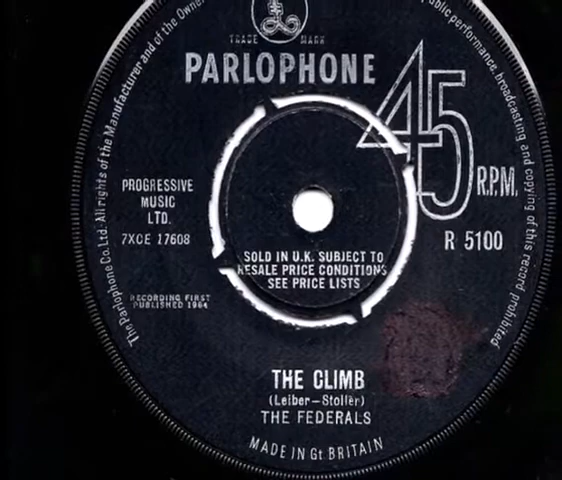 TRADE MARK
PARLOPHONE
45
R.P.M.
PROGRESSIVE
MUSIC
LTD.
7XCE 17608
R 5100
SOLD IN U.K. SUBJECT TO
RESALE PRICE CONDITIONS
SEE PRICE LISTS
RECORDING FIRST
PUBLISHED 1964
THE CLIMB
(Leiber–Stoller)
THE FEDERALS
MADE IN Gt. BRITAIN
The Parlophone Co. Ltd. All rights of the Manufacturer and of the Owner
public performance, broadcasting and copying of this record prohibited